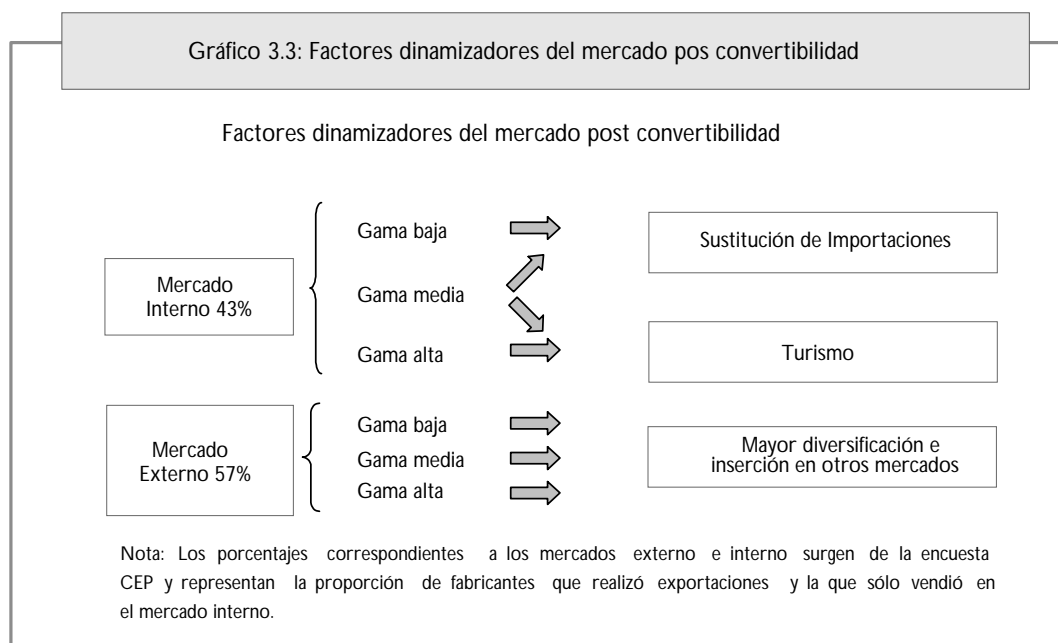 Gráfico 3.3: Factores dinamizadores del mercado pos convertibilidad
Factores dinamizadores del mercado post convertibilidad
Mercado
Interno 43%
Gama baja
Gama media
Gama alta
Sustitución de Importaciones
Turismo
Mercado
Externo 57%
Gama baja
Gama media
Gama alta
Mayor diversificación e
inserción en otros mercados
Nota: Los porcentajes correspondientes a los mercados externo e interno surgen de la encuesta
CEP y representan la proporción de fabricantes que realizó exportaciones y la que sólo vendió en
el mercado interno.